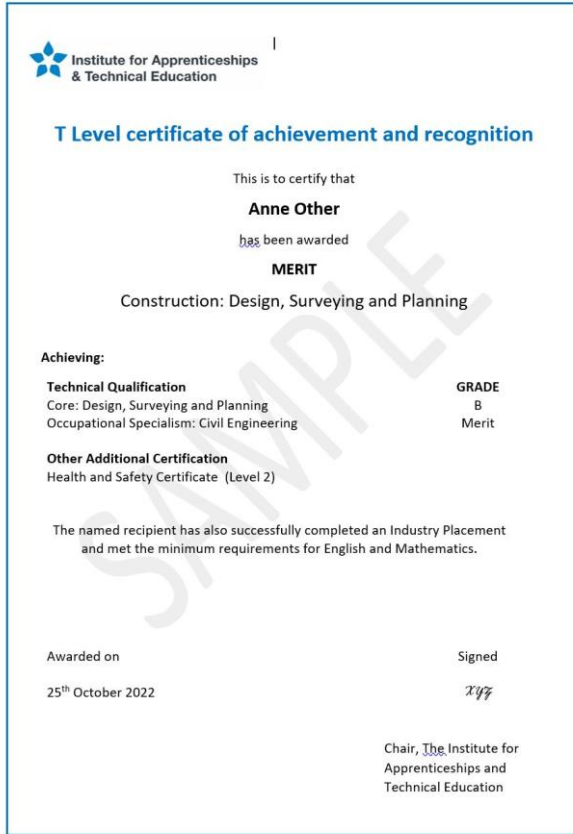 Institute for Apprenticeships
& Technical Education
T Level certificate of achievement and recognition
This is to certify that
Anne Other
has been awarded
MERIT
Construction: Design, Surveying and Planning
Achieving:
Technical Qualification GRADE
Core: Design, Surveying and Planning B
Occupational Specialism: Civil Engineering Merit
Other Additional Certification
Health and Safety Certificate (Level 2)
The named recipient has also successfully completed an Industry Placement
and met the minimum requirements for English and Mathematics.
SAMPLE
Awarded on Signed
25th October 2022 xyz
Chair, The Institute for
Apprenticeships and
Technical Education